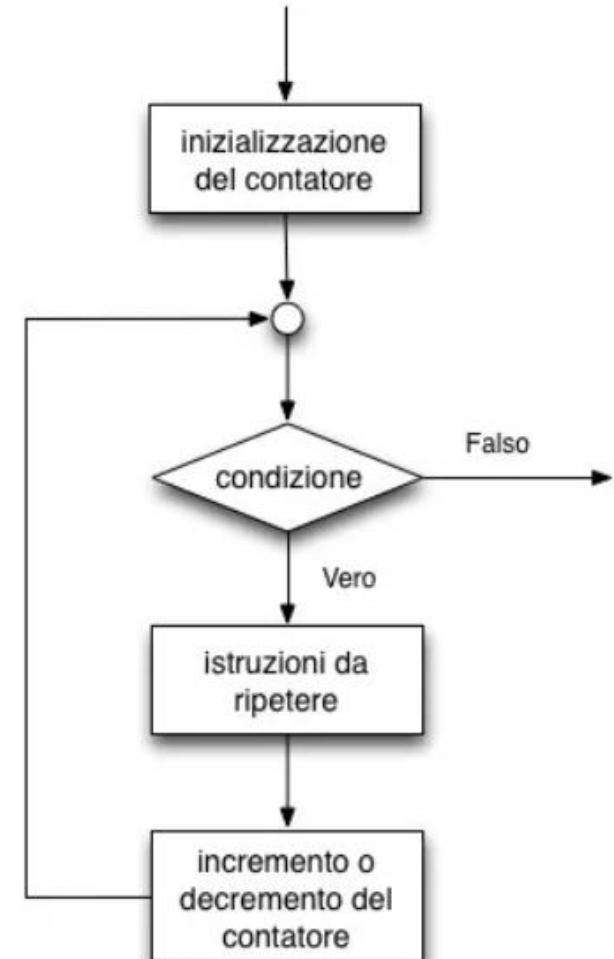 inizializzazione
del contatore
condizione
Falso
Vero
istruzioni da
ripetere
incremento o
decremento del
contatore